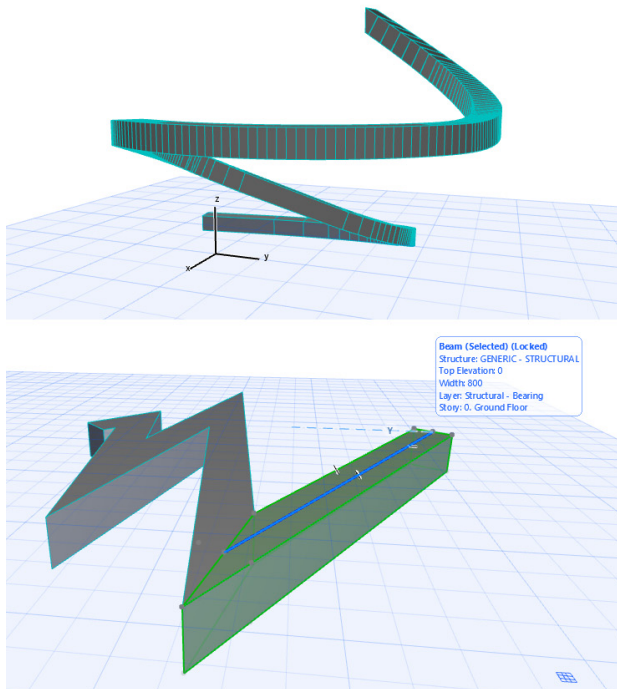 z
x
y
Beam (Selected) (Locked)
Structure: GENERIC - STRUCTURAL
Top Elevation: 0
Width: 800
Layer: Structural - Bearing
Story: 0. Ground Floor
Y